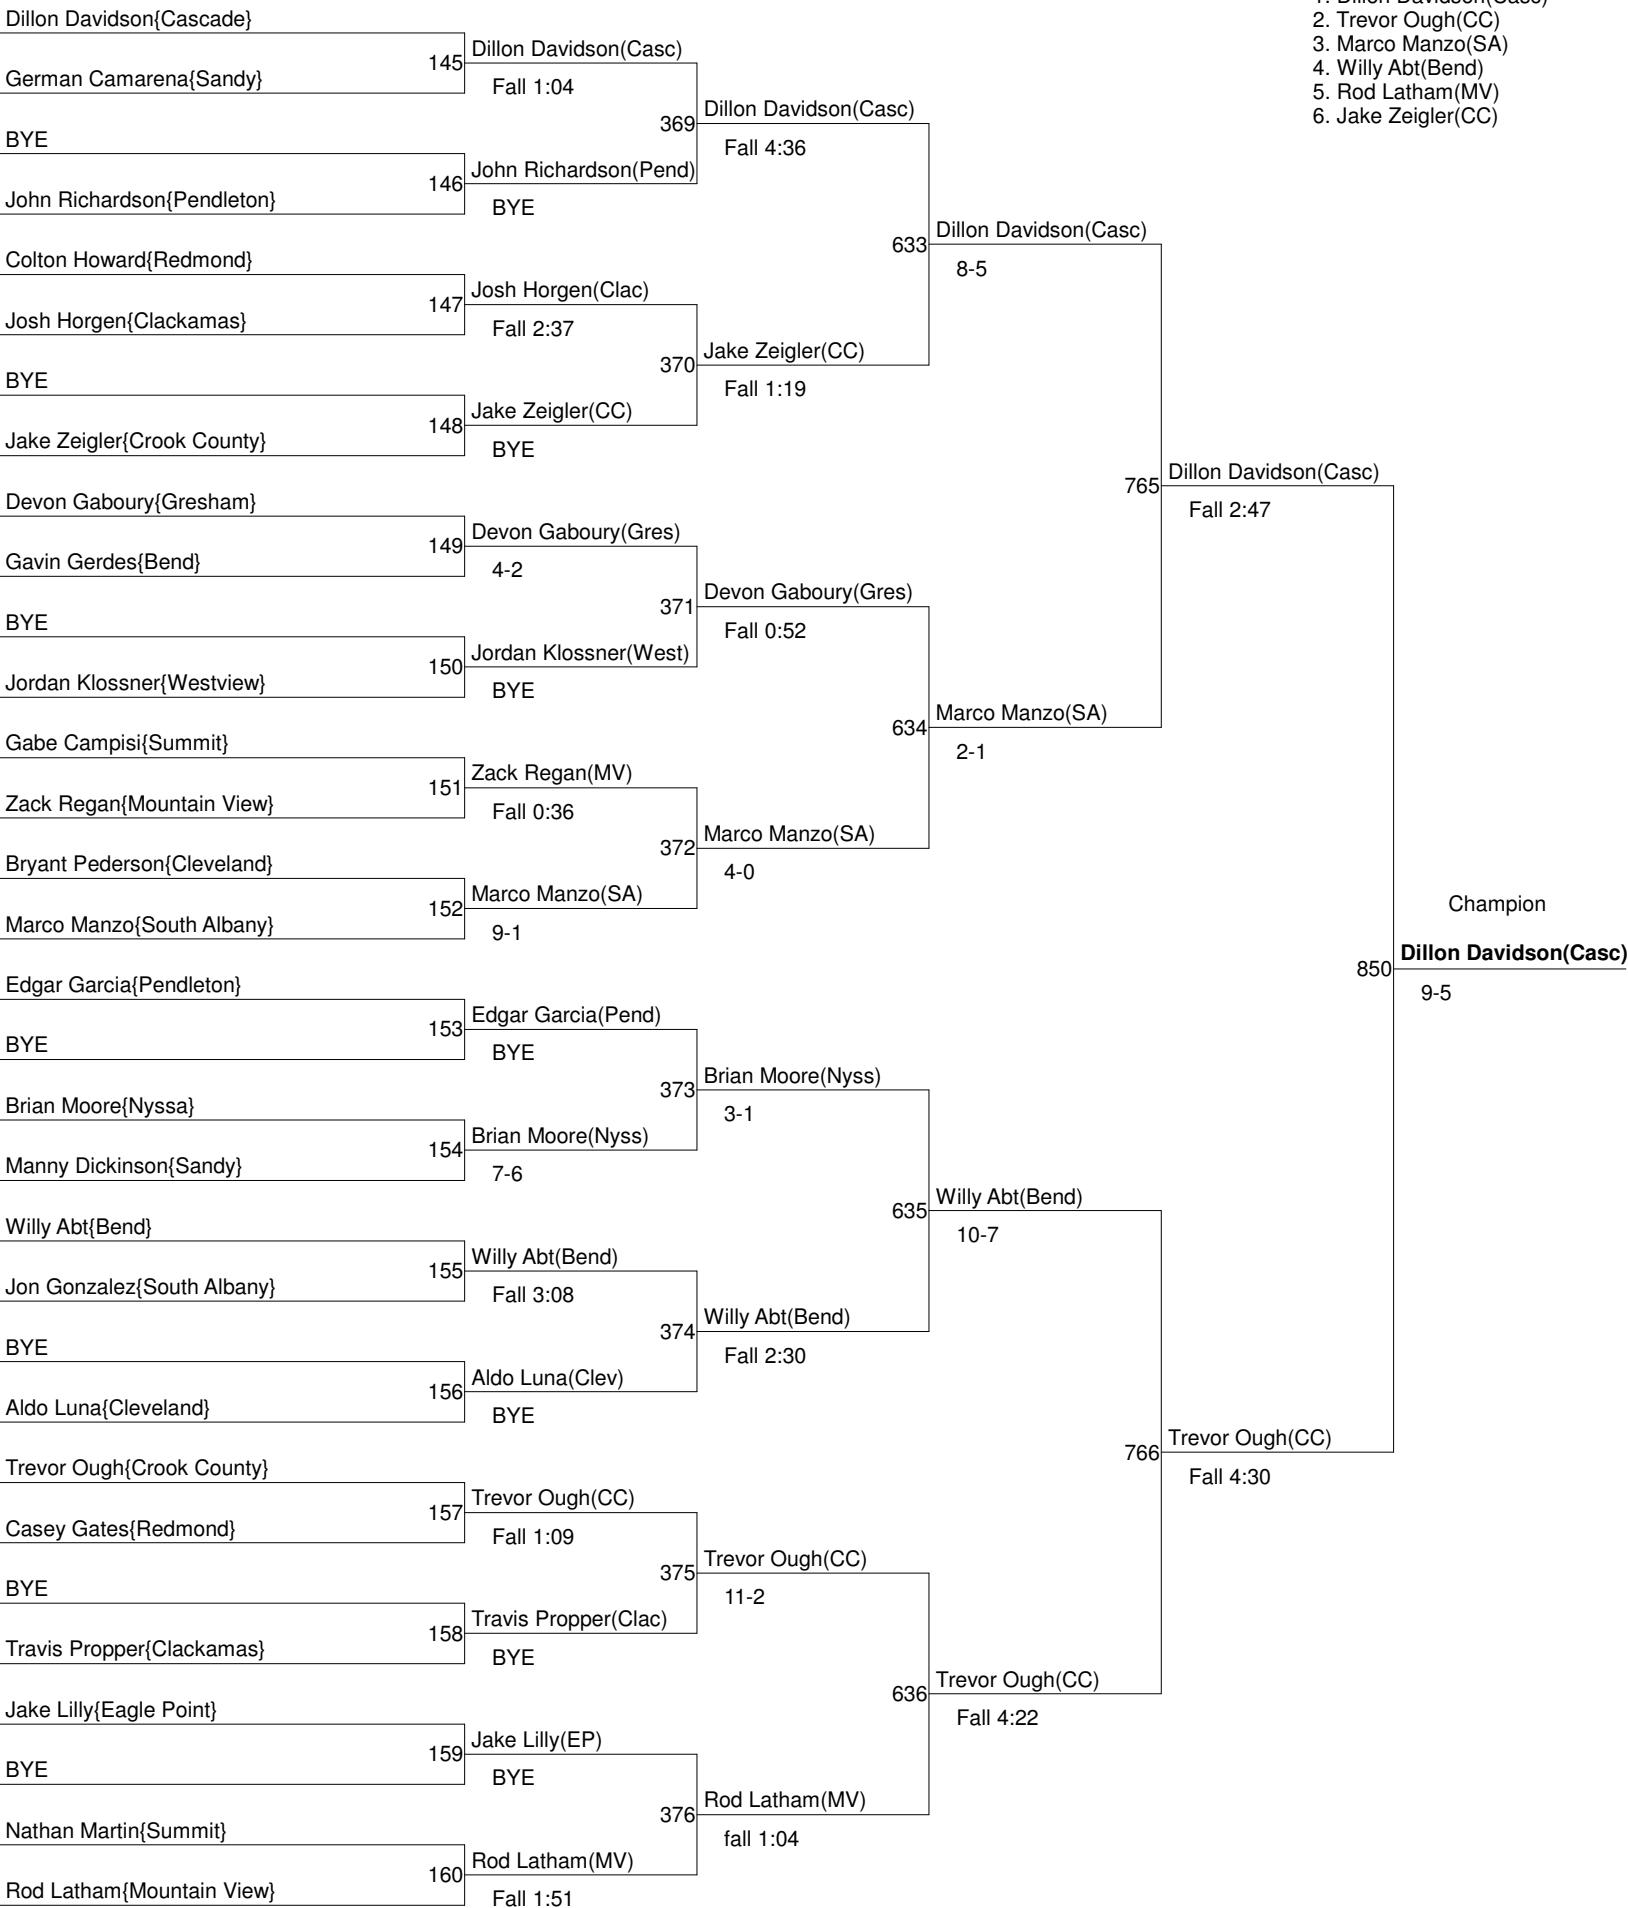 Dillon Davidson{Cascade}
145
German Camarena{Sandy}
BYE
146
John Richardson{Pendleton}
Colton Howard{Redmond}
147
Josh Horgen{Clackamas}
BYE
148
Jake Zeigler{Crook County}
Devon Gaboury{Gresham}
149
Gavin Gerdes{Bend}
BYE
150
Jordan Klossner{Westview}
Gabe Campisi{Summit}
151
Zack Regan{Mountain View}
Bryant Pederson{Cleveland}
152
Marco Manzo{South Albany}
Edgar Garcia{Pendleton}
153
BYE
Brian Moore{Nyssa}
154
Manny Dickinson{Sandy}
Willy Abt{Bend}
155
Jon Gonzalez{South Albany}
BYE
156
Aldo Luna{Cleveland}
Trevor Ough{Crook County}
157
Casey Gates{Redmond}
BYE
158
Travis Propper{Clackamas}
Jake Lilly{Eagle Point}
159
BYE
Nathan Martin{Summit}
160
Rod Latham{Mountain View}
Dillon Davidson(Casc)
Fall 1:04
369
John Richardson(Pend)
BYE
Josh Horgen(Clac)
Fall 2:37
370
Jake Zeigler(CC)
BYE
Devon Gaboury(Gres)
4-2
371
Jordan Klossner(West)
BYE
Zack Regan(MV)
Fall 0:36
372
Marco Manzo(SA)
9-1
Edgar Garcia(Pend)
BYE
373
Brian Moore(Nyss)
7-6
Willy Abt(Bend)
Fall 3:08
374
Aldo Luna(Clev)
BYE
Trevor Ough(CC)
Fall 1:09
375
Travis Propper(Clac)
BYE
Jake Lilly(EP)
BYE
376
Rod Latham(MV)
Fall 1:51
Dillon Davidson(Casc)
Fall 4:36
633
Jake Zeigler(CC)
Fall 1:19
Devon Gaboury(Gres)
Fall 0:52
634
Marco Manzo(SA)
4-0
Brian Moore(Nyss)
3-1
635
Willy Abt(Bend)
Fall 2:30
Trevor Ough(CC)
11-2
636
Rod Latham(MV)
fall 1:04
Dillon Davidson(Casc)
8-5
765
Marco Manzo(SA)
2-1
Willy Abt(Bend)
10-7
766
Trevor Ough(CC)
Fall 4:22
Dillon Davidson(Casc)
Fall 2:47
850
Trevor Ough(CC)
Fall 4:30
Champion
Dillon Davidson(Casc)
9-5
1. Dillon Davidson(Casc)
2. Trevor Ough(CC)
3. Marco Manzo(SA)
4. Willy Abt(Bend)
5. Rod Latham(MV)
6. Jake Zeigler(CC)